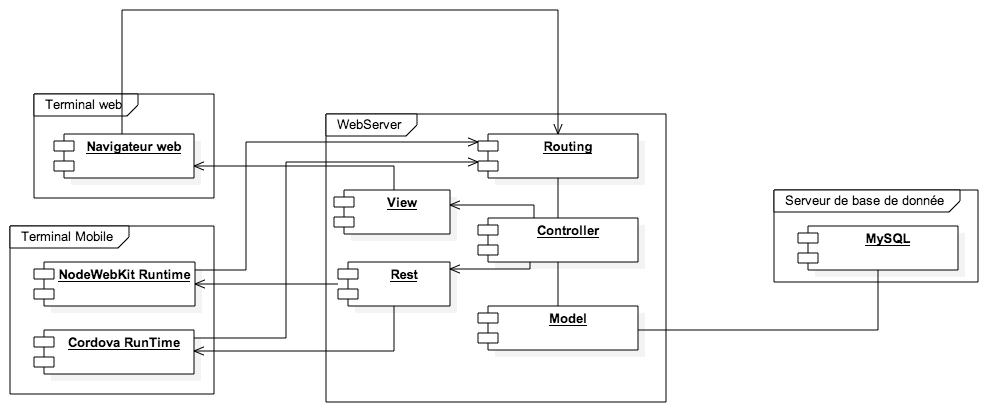 Terminal web
Navigateur web
WebServer
Routing
View
Controller
Serveur de base de donnée
MySQL
Terminal Mobile
NodeWebKit Runtime
Rest
Model
Cordova RunTime